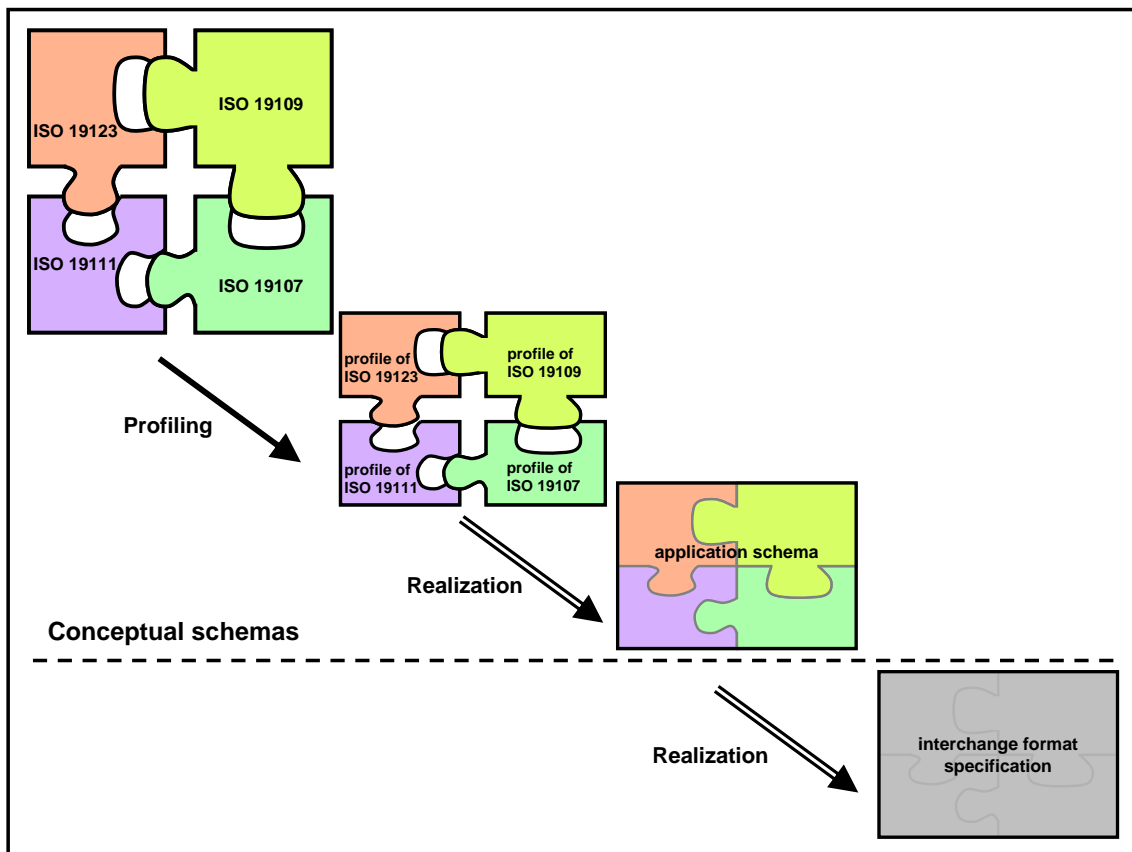 ISO 19123
ISO 19109
ISO 19111
ISO 19107
profile of
ISO 19123
profile of
ISO 19109
Profiling
profile of
ISO 19111
profile of
ISO 19107
application schema
Realization
Conceptual schemas
Realization
interchange format
specification